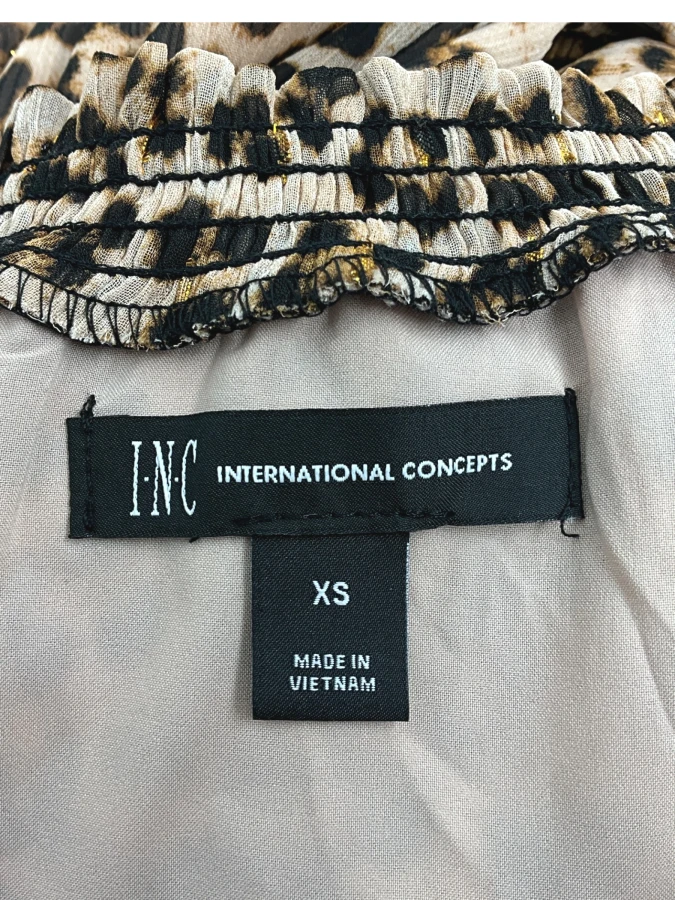 I·N·C INTERNATIONAL CONCEPTS
XS
MADE IN
VIETNAM